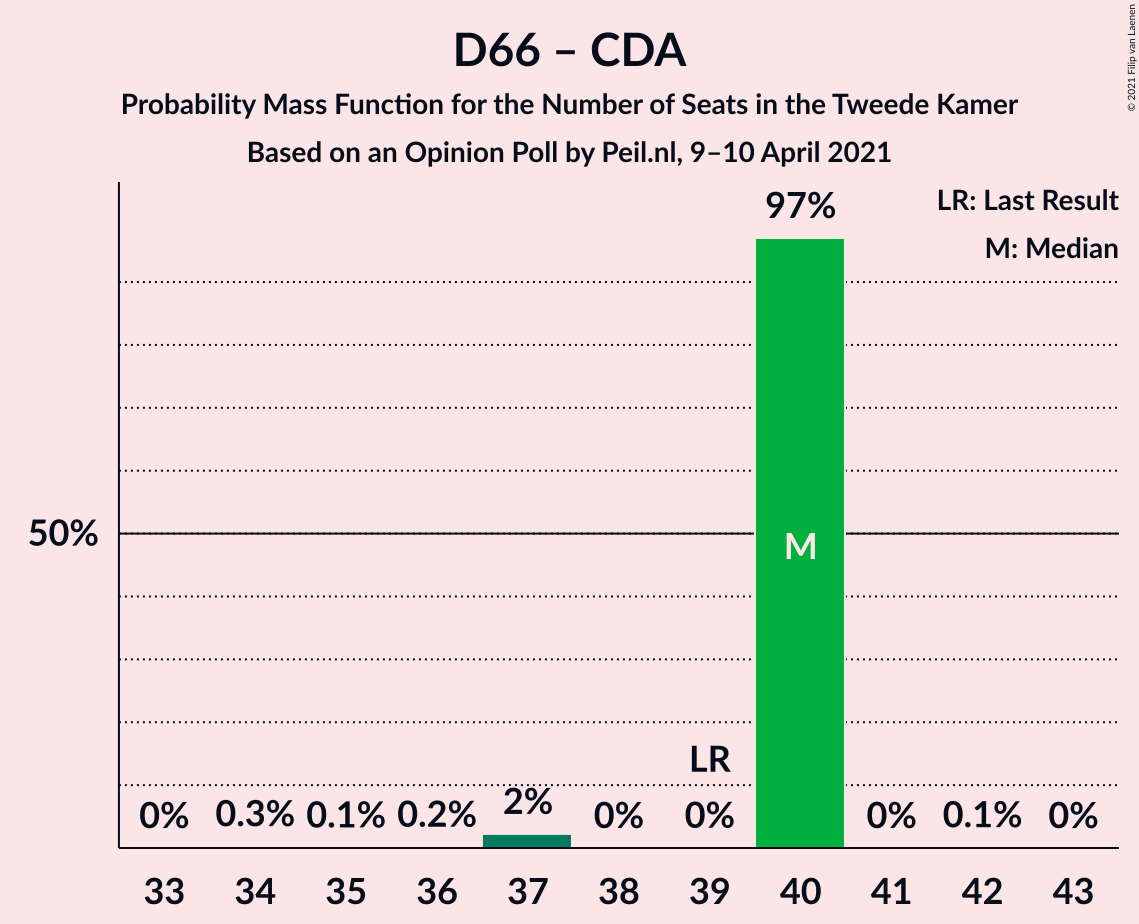 D66 – CDA
Probability Mass Function for the Number of Seats in the Tweede Kamer
Based on an Opinion Poll by Peil.nl, 9–10 April 2021
© 2021 Filip van Laenen
LR: Last Result
M: Median
97%
50%
M
LR
0% 0.3% 0.1% 0.2% 2% 0% 0% 0% 0.1% 0%
33 34 35 36 37 38 39 40 41 42 43